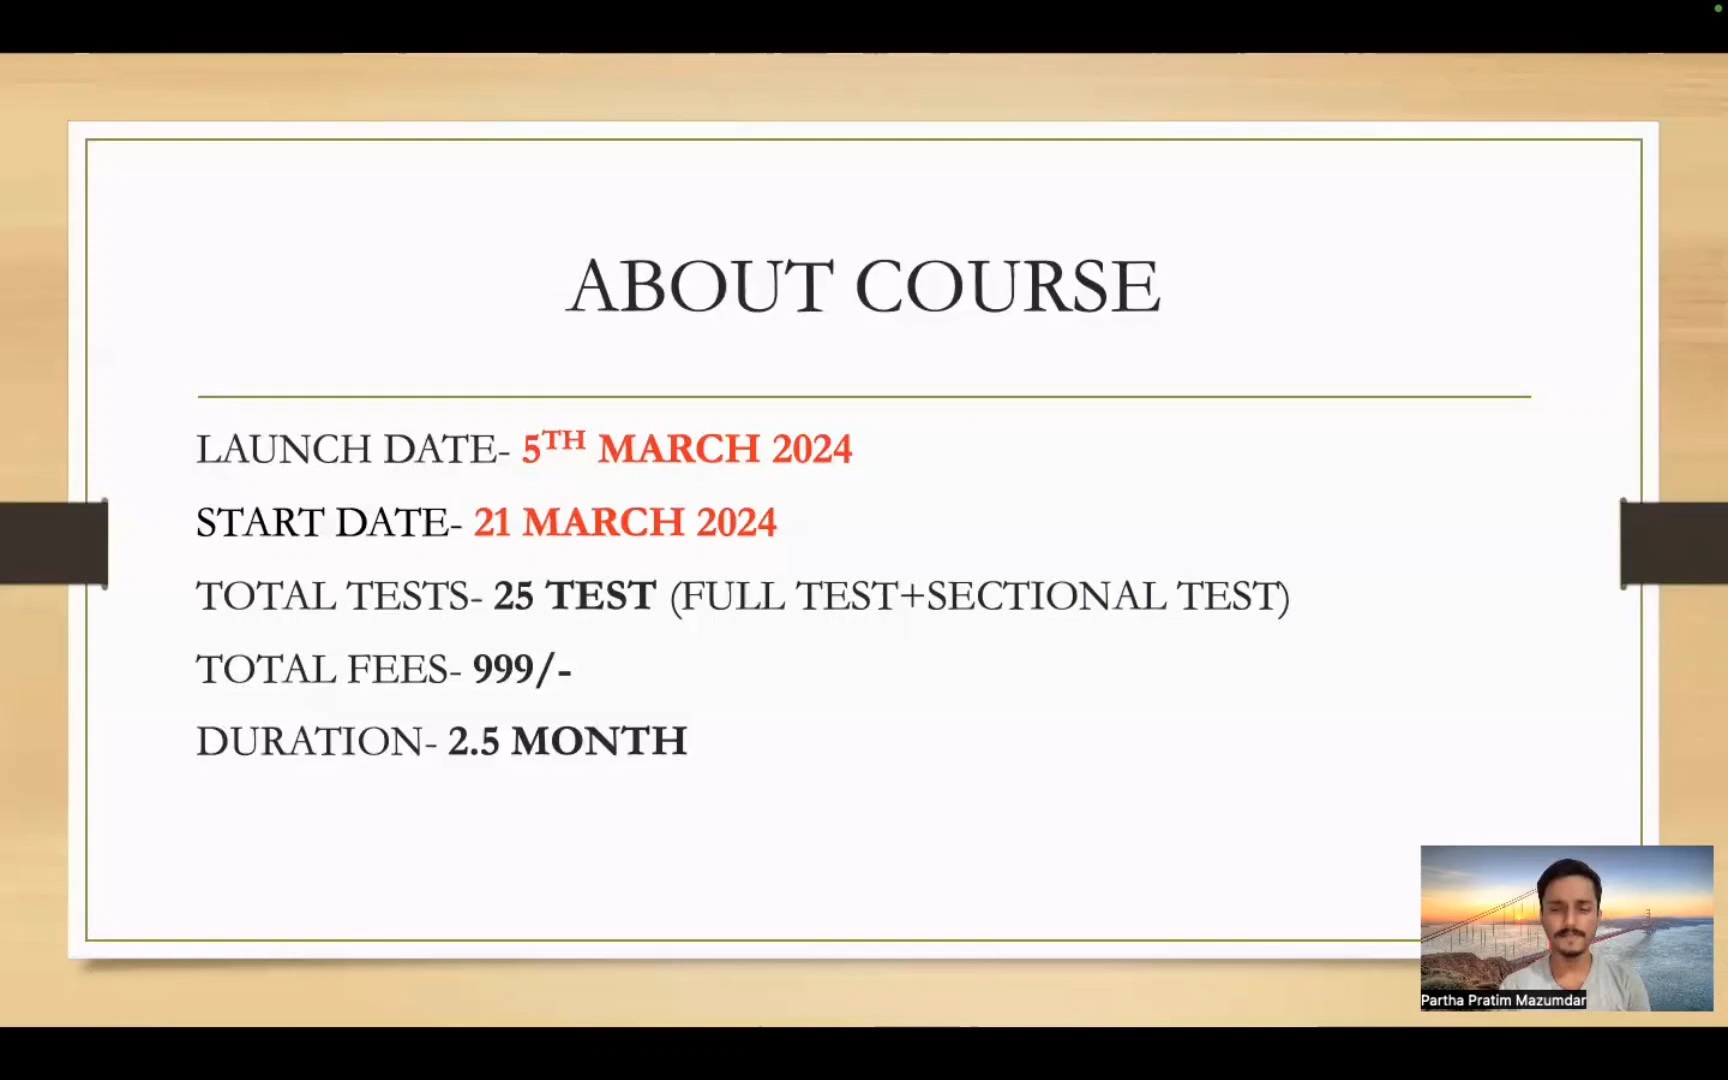 ABOUT COURSE
LAUNCH DATE- 5TH MARCH 2024
START DATE- 21 MARCH 2024
TOTAL TESTS- 25 TEST (FULL TEST+SECTIONAL TEST)
TOTAL FEES- 999/-
DURATION- 2.5 MONTH
Partha Pratim Mazumdar